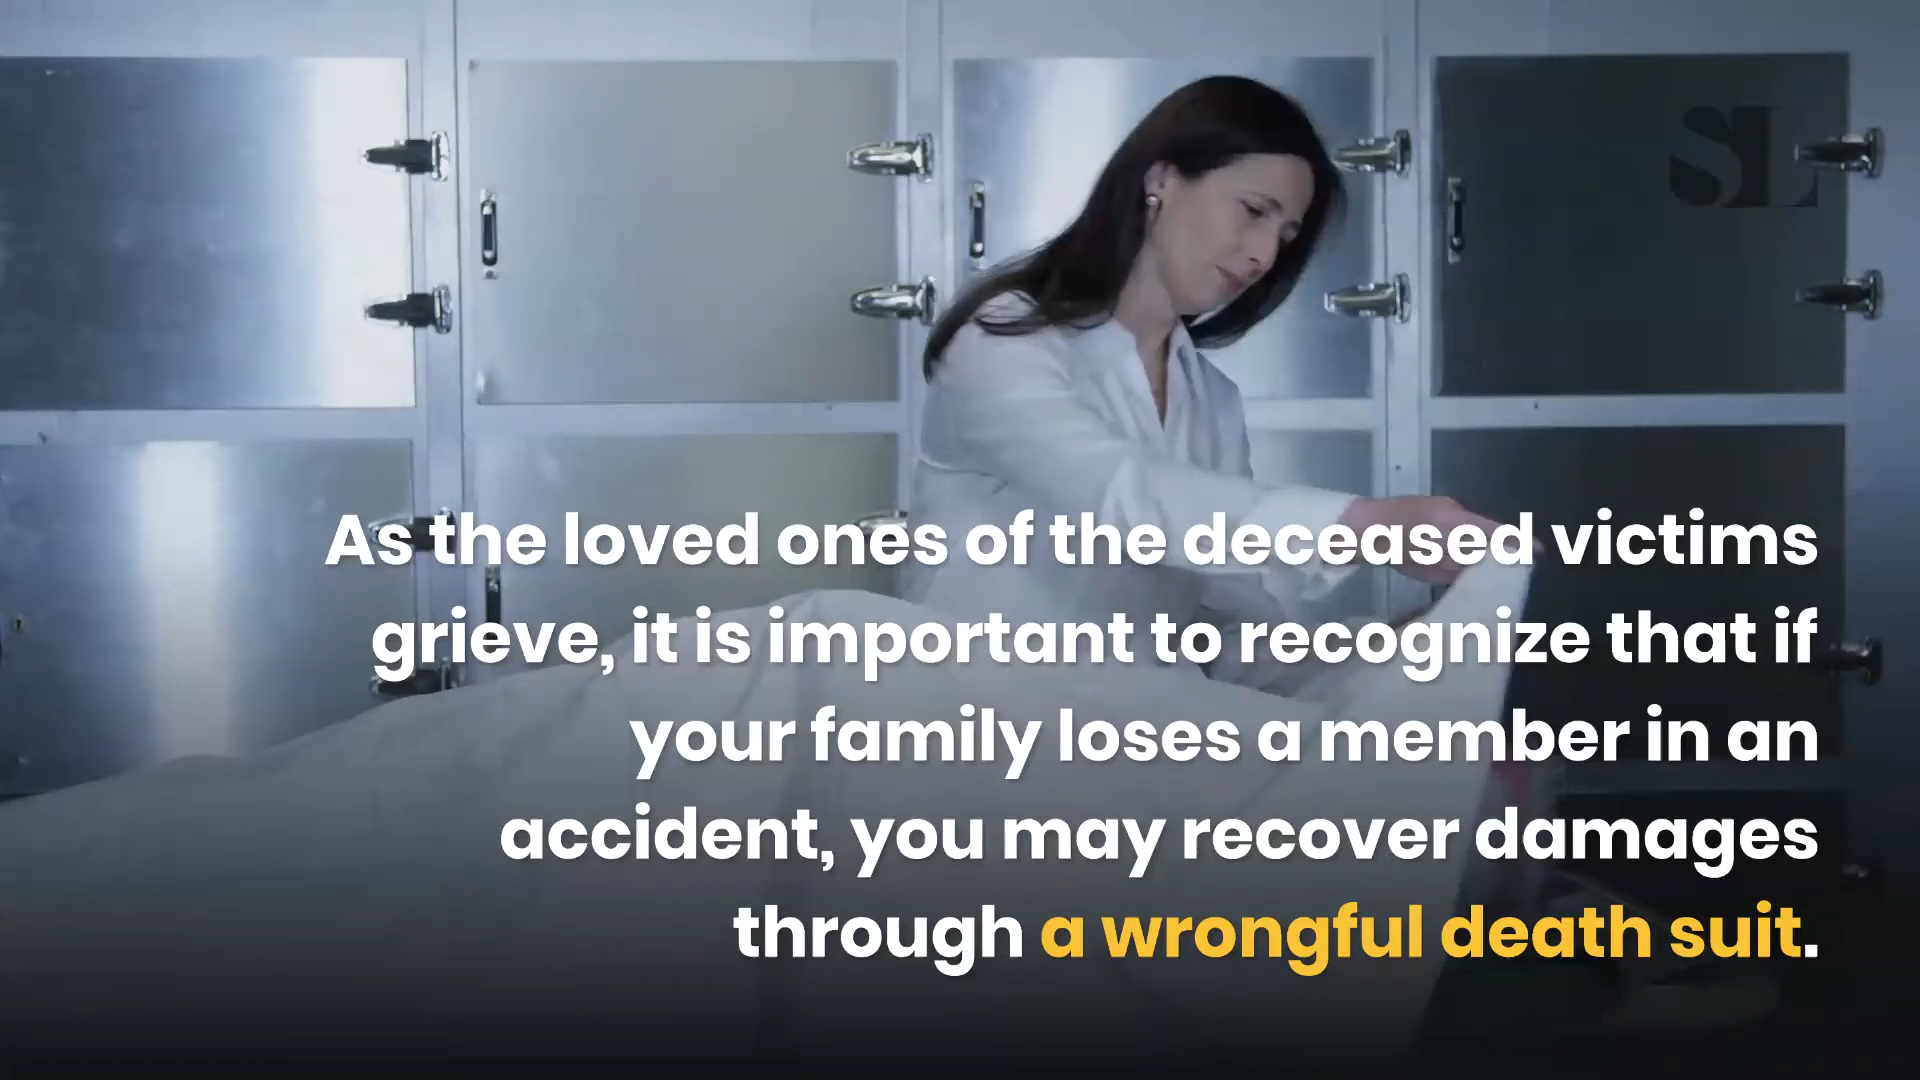 SL
As the loved ones of the deceased victims
grieve, it is important to recognize that if
your family loses a member in an
accident, you may recover damages
through a wrongful death suit.